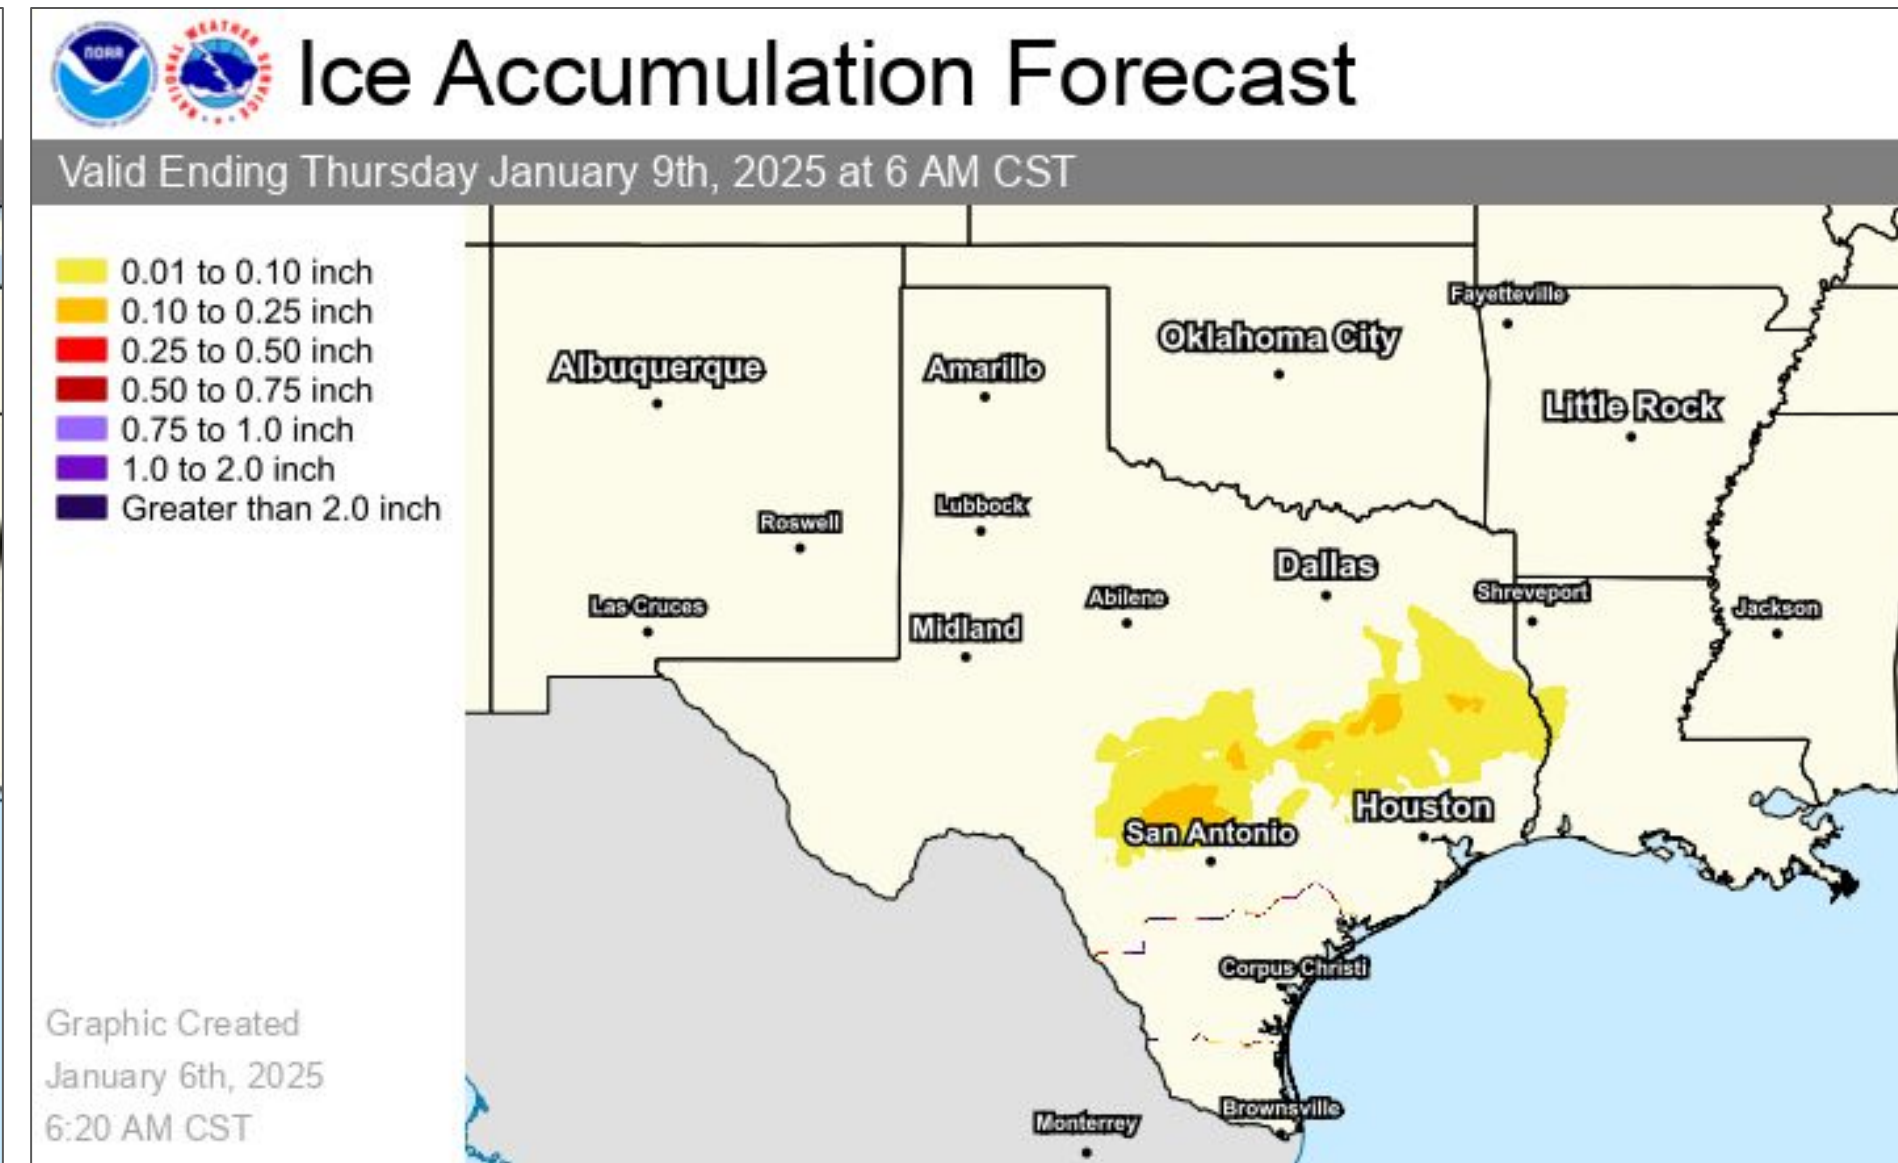 noaa
NATIONAL WEATHER SERVICE
Ice Accumulation Forecast
Valid Ending Thursday January 9th, 2025 at 6 AM CST
0.01 to 0.10 inch
0.10 to 0.25 inch
0.25 to 0.50 inch
0.50 to 0.75 inch
0.75 to 1.0 inch
1.0 to 2.0 inch
Greater than 2.0 inch
Fayetteville
Oklahoma City
Albuquerque
Amarillo
Little Rock
Lubbock
Roswell
Dallas
Shreveport
Abilene
Las Cruces
Jackson
Midland
Houston
San Antonio
Corpus Christi
Brownsville
Monterrey
Graphic Created
January 6th, 2025
6:20 AM CST